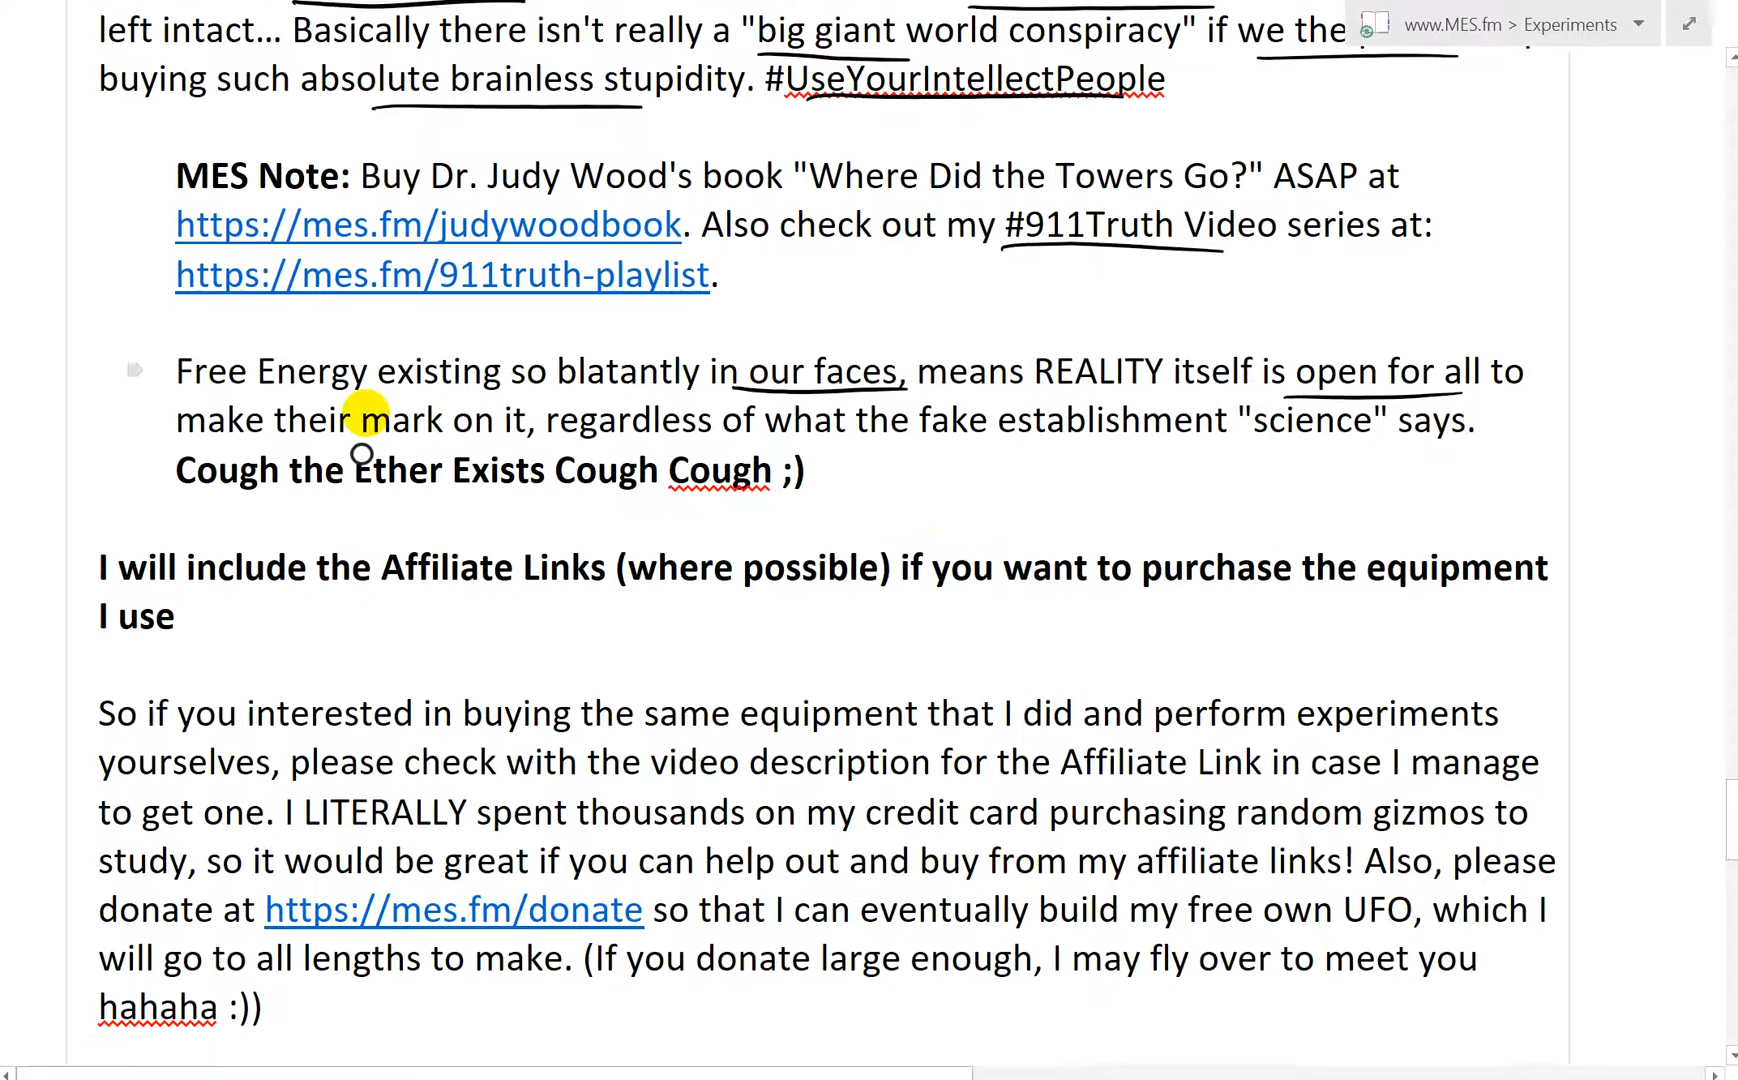 left intact... Basically there isn't really a "big giant world conspiracy" if we the
www.MES.fm > Experiments
buying such absolute brainless stupidity. #UseYourIntellectPeople
MES Note: Buy Dr. Judy Wood's book "Where Did the Towers Go?" ASAP at
https://mes.fm/judywoodbook. Also check out my #911Truth Video series at:
https://mes.fm/911truth-playlist.
Free Energy existing so blatantly in our faces, means REALITY itself is open for all to
make their mark on it, regardless of what the fake establishment "science" says.
Cough the Ether Exists Cough Cough ;)
I will include the Affiliate Links (where possible) if you want to purchase the equipment
I use
So if you interested in buying the same equipment that I did and perform experiments
yourselves, please check with the video description for the Affiliate Link in case I manage
to get one. I LITERALLY spent thousands on my credit card purchasing random gizmos to
study, so it would be great if you can help out and buy from my affiliate links! Also, please
donate at https://mes.fm/donate so that I can eventually build my free own UFO, which I
will go to all lengths to make. (If you donate large enough, I may fly over to meet you
hahaha :))